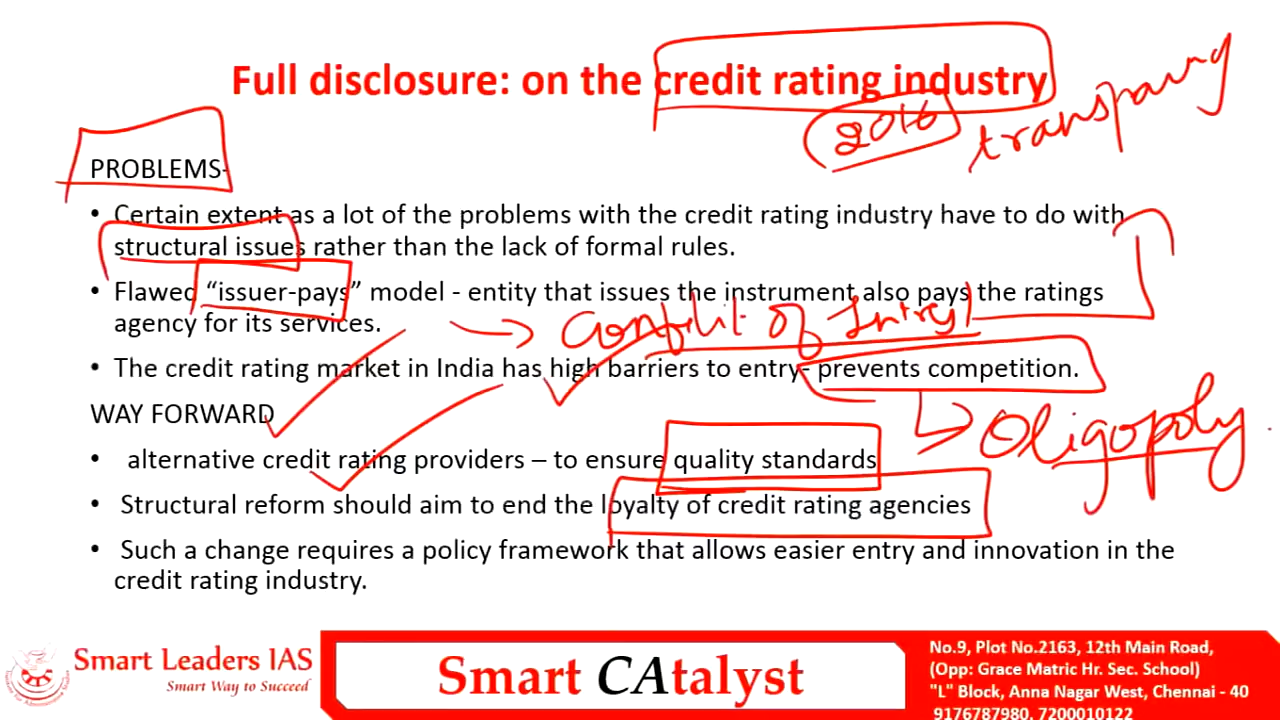 Full disclosure: on the credit rating industry
2016
PROBLEMS-
• Certain extent as a lot of the problems with the credit rating industry have to do with
structural issues rather than the lack of formal rules.
• Flawed “issuer-pays” model - entity that issues the instrument also pays the ratings
agency for its services.
→ Conflict of
• The credit rating market in India has high barriers to entry- prevents competition.
Oligopoly
WAY FORWARD
• alternative credit rating providers – to ensure quality standards
• Structural reform should aim to end the loyalty of credit rating agencies
• Such a change requires a policy framework that allows easier entry and innovation in the
credit rating industry.
Smart Leaders IAS
Smart Way to Succeed
Smart CAtalyst
No.9, Plot No.2163, 12th Main Road,
(Opp: Grace Matric Hr. Sec. School)
"L" Block, Anna Nagar West, Chennai - 40
9176787980, 7200010122